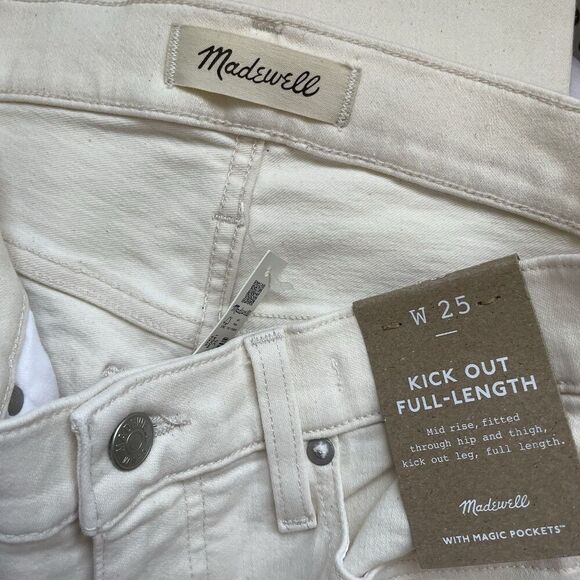 Madewell
W 25
KICK OUT
FULL-LENGTH
Mid rise, fitted
through hip and thigh,
kick out leg, full length.
Madewell
WITH MAGIC POCKETS™